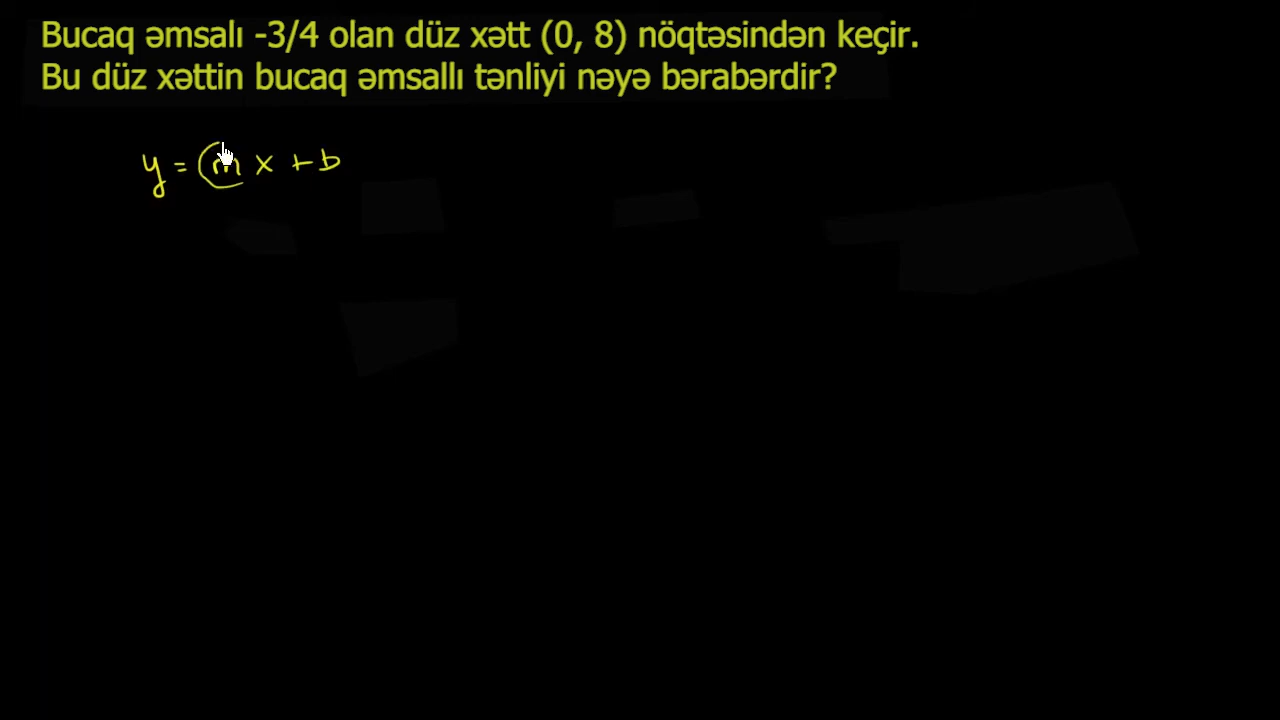 Bucaq əmsalı -3/4 olan düz xətt (0, 8) nöqtəsindən keçir.
Bu düz xəttin bucaq əmsallı tənliyi nəyə bərabərdir?
y = m x + b